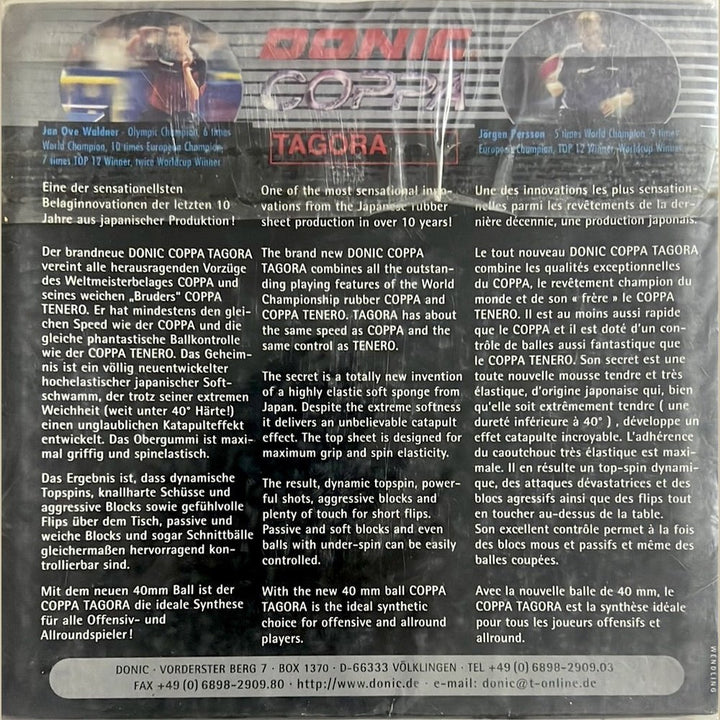 DONIC
COPPA
TAGORA
Jan Ove Waldner · Olympic Champion, 6 times
World Champion, 10 times European Champion,
7 times TOP 12 Winner, twice Worldcup Winner
Jörgen Persson · 5 times World Champion, 9 times
European Champion, TOP 12 Winner, Worldcup Winner
Eine der sensationellsten
Belaginnovationen der letzten 10
Jahre aus japanischer Produktion!
Der brandneue DONIC COPPA TAGORA
vereint alle herausragenden Vorzüge
des Weltmeisterbelages COPPA und
seines weichen „Bruders" COPPA
TENERO. Er hat mindestens den glei-
chen Speed wie der COPPA und die
gleiche phantastische Ballkontrolle
wie der COPPA TENERO. Das Geheim-
nis ist ein völlig neuentwickelter
hochelastischer japanischer Soft-
schwamm, der trotz seiner extremen
Weichheit (weit unter 40° Härte!)
einen unglaublichen Katapulteffekt
entwickelt. Das Obergummi ist maxi-
mal griffig und spinelastisch.
Das Ergebnis ist, dass dynamische
Topspins, knallharte Schüsse und
aggressive Blocks sowie gefühlvolle
Flips über dem Tisch, passive und
weiche Blocks und sogar Schnittbälle
gleichermaßen hervorragend kon-
trollierbar sind.
Mit dem neuen 40mm Ball ist der
COPPA TAGORA die ideale Synthese
für alle Offensiv- und
Allroundspieler!
One of the most sensational inno-
vations from the Japanese rubber
sheet production in over 10 years!
The brand new DONIC COPPA
TAGORA combines all the outstan-
ding playing features of the World
Championship rubber COPPA and
COPPA TENERO. TAGORA has about
the same speed as COPPA and the
same control as TENERO.
The secret is a totally new invention
of a highly elastic soft sponge from
Japan. Despite the extreme softness
it delivers an unbelievable catapult
effect. The top sheet is designed for
maximum grip and spin elasticity.
The result, dynamic topspin, power-
ful shots, aggressive blocks and
plenty of touch for short flips.
Passive and soft blocks and even
balls with under-spin can be easily
controlled.
With the new 40 mm ball COPPA
TAGORA is the ideal synthetic
choice for offensive and allround
players.
Une des innovations les plus sensation-
nelles parmi les revêtements de la der-
nière décennie, une production japonais.
Le tout nouveau DONIC COPPA TAGORA
combine les qualités exceptionnelles
du COPPA, le revêtement champion du
monde et de son « frère » le COPPA
TENERO. Il est au moins aussi rapide
que le COPPA et il est doté d'un con-
trôle de balles aussi fantastique que
le COPPA TENERO. Son secret est une
toute nouvelle mousse tendre et très
élastique, d'origine japonaise qui, bien
qu'elle soit extrêmement tendre ( une
dureté inférieure à 40° ) , développe un
effet catapulte incroyable. L'adhérence
du caoutchouc très élastique est maxi-
male. Il en résulte un top-spin dynami-
que, des attaques dévastatrices et des
blocs agressifs ainsi que des flips tout
en toucher au-dessus de la table.
Son excellent contrôle permet à la fois
des blocs mous et passifs et même des
balles coupées.
Avec la nouvelle balle de 40 mm, le
COPPA TAGORA est la synthèse idéale
pour tous les joueurs offensifs et
allround.
DONIC · VORDERSTER BERG 7 · BOX 1370 · D-66333 VÖLKLINGEN · TEL +49 (0) 6898-2909.03
FAX +49 (0) 6898-2909.80 · http://www.donic.de · e-mail: donic@t-online.de
WENDLING